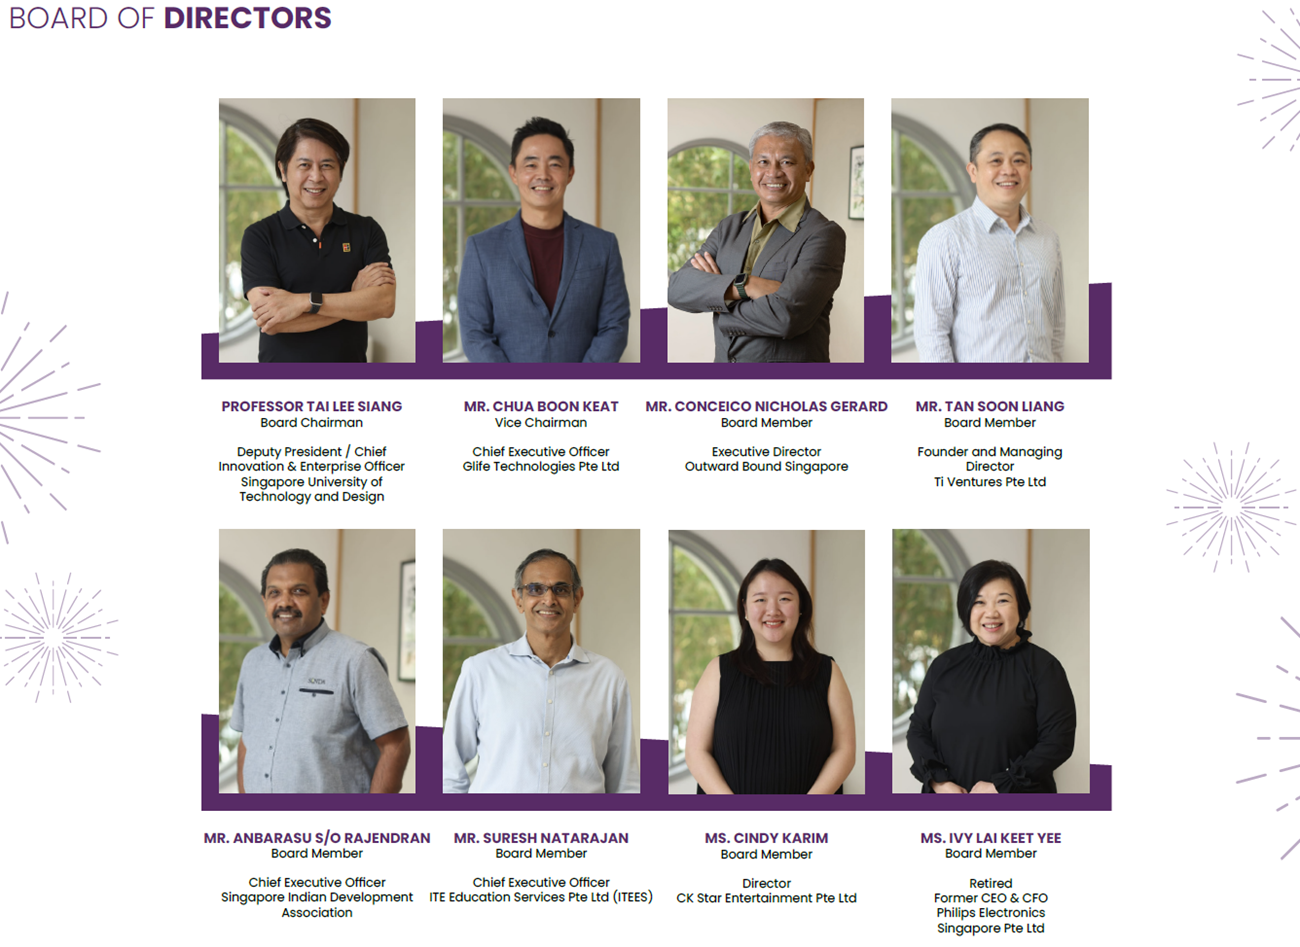 BOARD OF DIRECTORS
PROFESSOR TAI LEE SIANG
Board Chairman
Deputy President / Chief
Innovation & Enterprise Officer
Singapore University of
Technology and Design
MR. CHUA BOON KEAT
Vice Chairman
Chief Executive Officer
Glife Technologies Pte Ltd
MR. CONCEICO NICHOLAS GERARD
Board Member
Executive Director
Outward Bound Singapore
MR. TAN SOON LIANG
Board Member
Founder and Managing
Director
Ti Ventures Pte Ltd
MR. ANBARASU S/O RAJENDRAN
Board Member
Chief Executive Officer
Singapore Indian Development
Association
MR. SURESH NATARAJAN
Board Member
Chief Executive Officer
ITE Education Services Pte Ltd (ITEES)
MS. CINDY KARIM
Board Member
Director
CK Star Entertainment Pte Ltd
MS. IVY LAI KEET YEE
Board Member
Retired
Former CEO & CFO
Philips Electronics
Singapore Pte Ltd